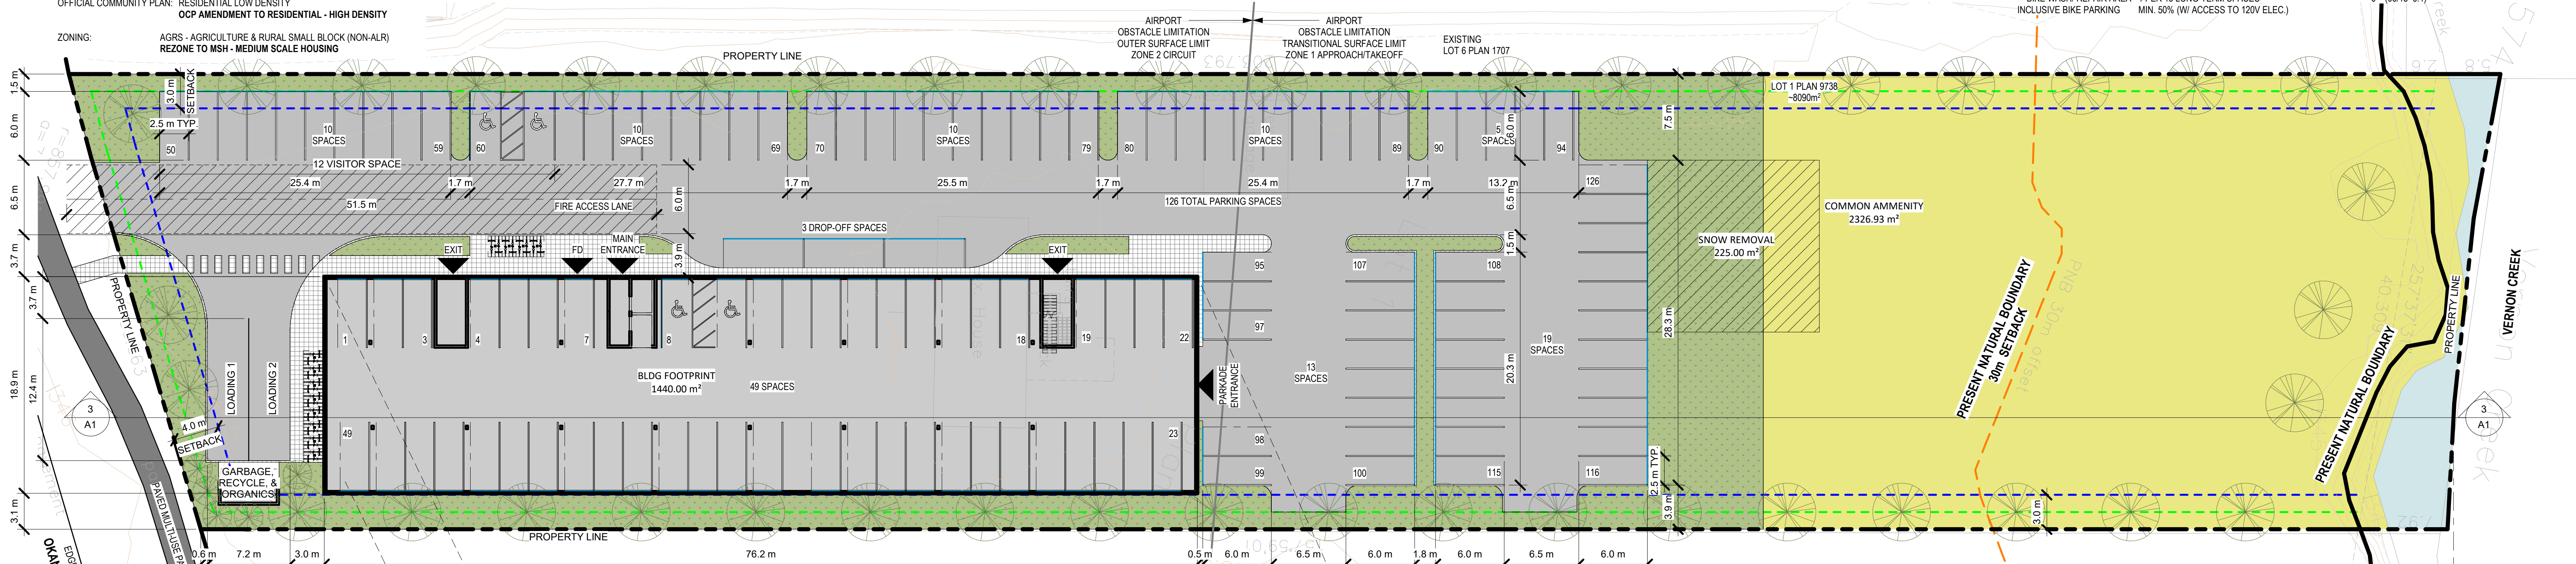 OFFICIAL COMMUNITY PLAN: RESIDENTIAL LOW DENSITY
OCP AMENDMENT TO RESIDENTIAL - HIGH DENSITY
ZONING: AGRS - AGRICULTURE & RURAL SMALL BLOCK (NON-ALR)
REZONE TO MSH - MEDIUM SCALE HOUSING
INCLUSIVE BIKE PARKING MIN. 50% (W/ ACCESS TO 120V ELEC.)
AIRPORT
OBSTACLE LIMITATION
OUTER SURFACE LIMIT
ZONE 2 CIRCUIT
AIRPORT
OBSTACLE LIMITATION
TRANSITIONAL SURFACE LIMIT
ZONE 1 APPROACH/TAKEOFF
EXISTING
LOT 6 PLAN 1707
PROPERTY LINE
LOT 1 PLAN 9738
~8090m²
1.5 m
6.0 m
6.5 m
3.7 m
3.7 m
18.9 m
12.4 m
3.1 m
3.0 m
SETBACK
2.5 m TYP.
10
SPACES
10
SPACES
10
SPACES
10
SPACES
5
SPACES
6.0 m
7.5 m
50
59
60
69
70
79
80
89
90
94
126
12 VISITOR SPACE
25.4 m
1.7 m
27.7 m
1.7 m
25.5 m
1.7 m
25.4 m
1.7 m
13.2 m
51.5 m
FIRE ACCESS LANE
6.0 m
126 TOTAL PARKING SPACES
6.5 m
COMMON AMMENITY
2326.93 m²
3 DROP-OFF SPACES
EXIT
FD
MAIN
ENTRANCE
3.9 m
EXIT
1.5 m
SNOW REMOVAL
225.00 m²
95
107
108
97
13
SPACES
19
SPACES
20.3 m
28.3 m
98
99
100
115
116
2.5 m TYP.
3.9 m
3.0 m
1
3
4
7
8
18
19
22
BLDG FOOTPRINT
1440.00 m²
49 SPACES
49
23
PARKADE
ENTRANCE
PROPERTY LINE
LOADING 1
LOADING 2
4.0 m
SETBACK
GARBAGE,
RECYCLE, &
ORGANICS
3
A1
3
A1
PRESENT NATURAL BOUNDARY
30m SETBACK
PNB 30m offset
PRESENT NATURAL BOUNDARY
PROPERTY LINE
VERNON CREEK
PROPERTY LINE
0.6 m
7.2 m
3.0 m
76.2 m
0.5 m
6.0 m
6.5 m
6.0 m
1.8 m
6.0 m
6.5 m
6.0 m